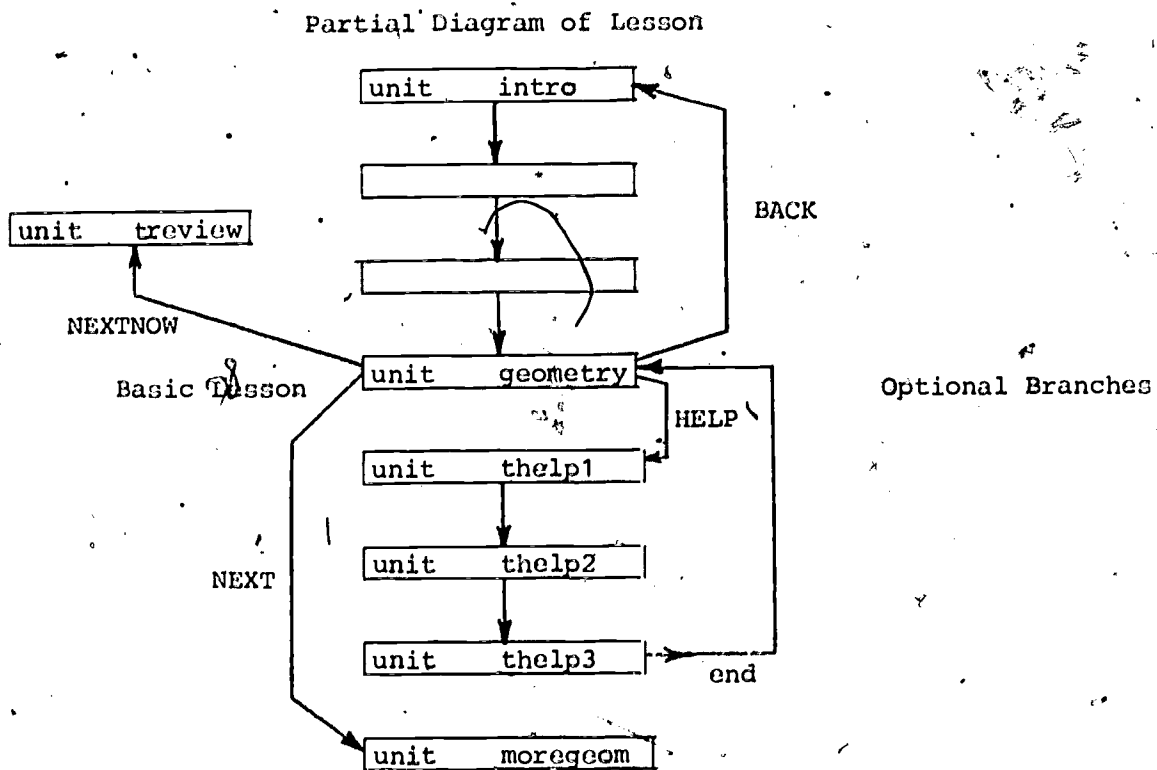 Partial Diagram of Lesson
unit intro
BACK
unit treview
NEXTNOW
unit geometry
Basic Lesson
Optional Branches
HELP
unit thelp1
unit thelp2
NEXT
unit thelp3
end
unit moregeom